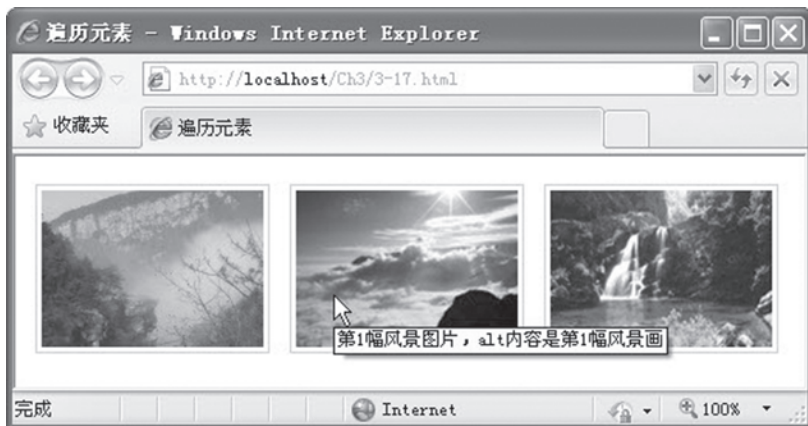 遍历元素 - Windows Internet Explorer
http://localhost/Ch3/3-17.html
收藏夹
遍历元素
第1幅风景图片，alt内容是第1幅风景画
完成
Internet
100%